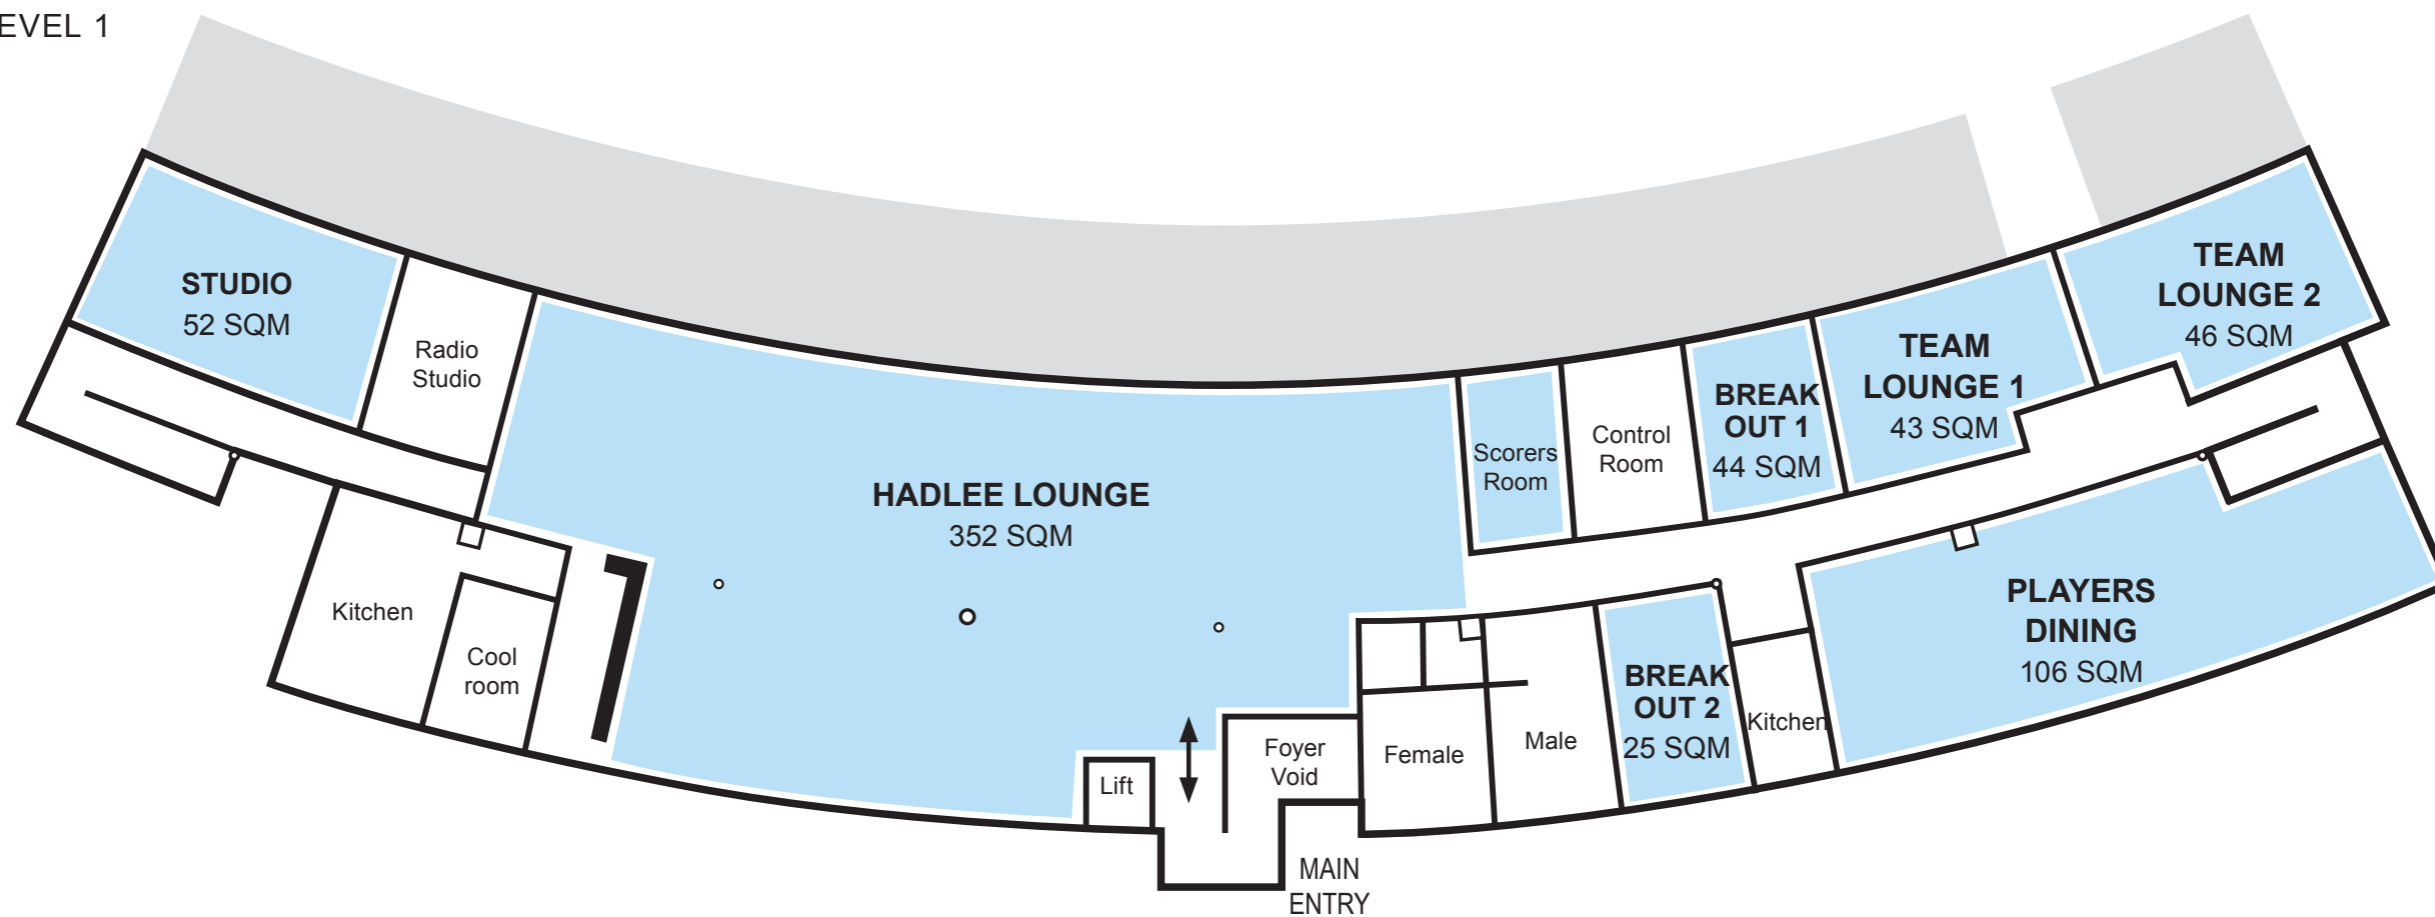 EVEL 1
STUDIO
52 SQM
Radio
Studio
Kitchen
Cool
room
HADLEE LOUNGE
352 SQM
Lift
Foyer
Void
MAIN
ENTRY
Female
Male
Scorers
Room
Control
Room
BREAK
OUT 1
44 SQM
BREAK
OUT 2
25 SQM
Kitchen
TEAM
LOUNGE 1
43 SQM
TEAM
LOUNGE 2
46 SQM
PLAYERS
DINING
106 SQM